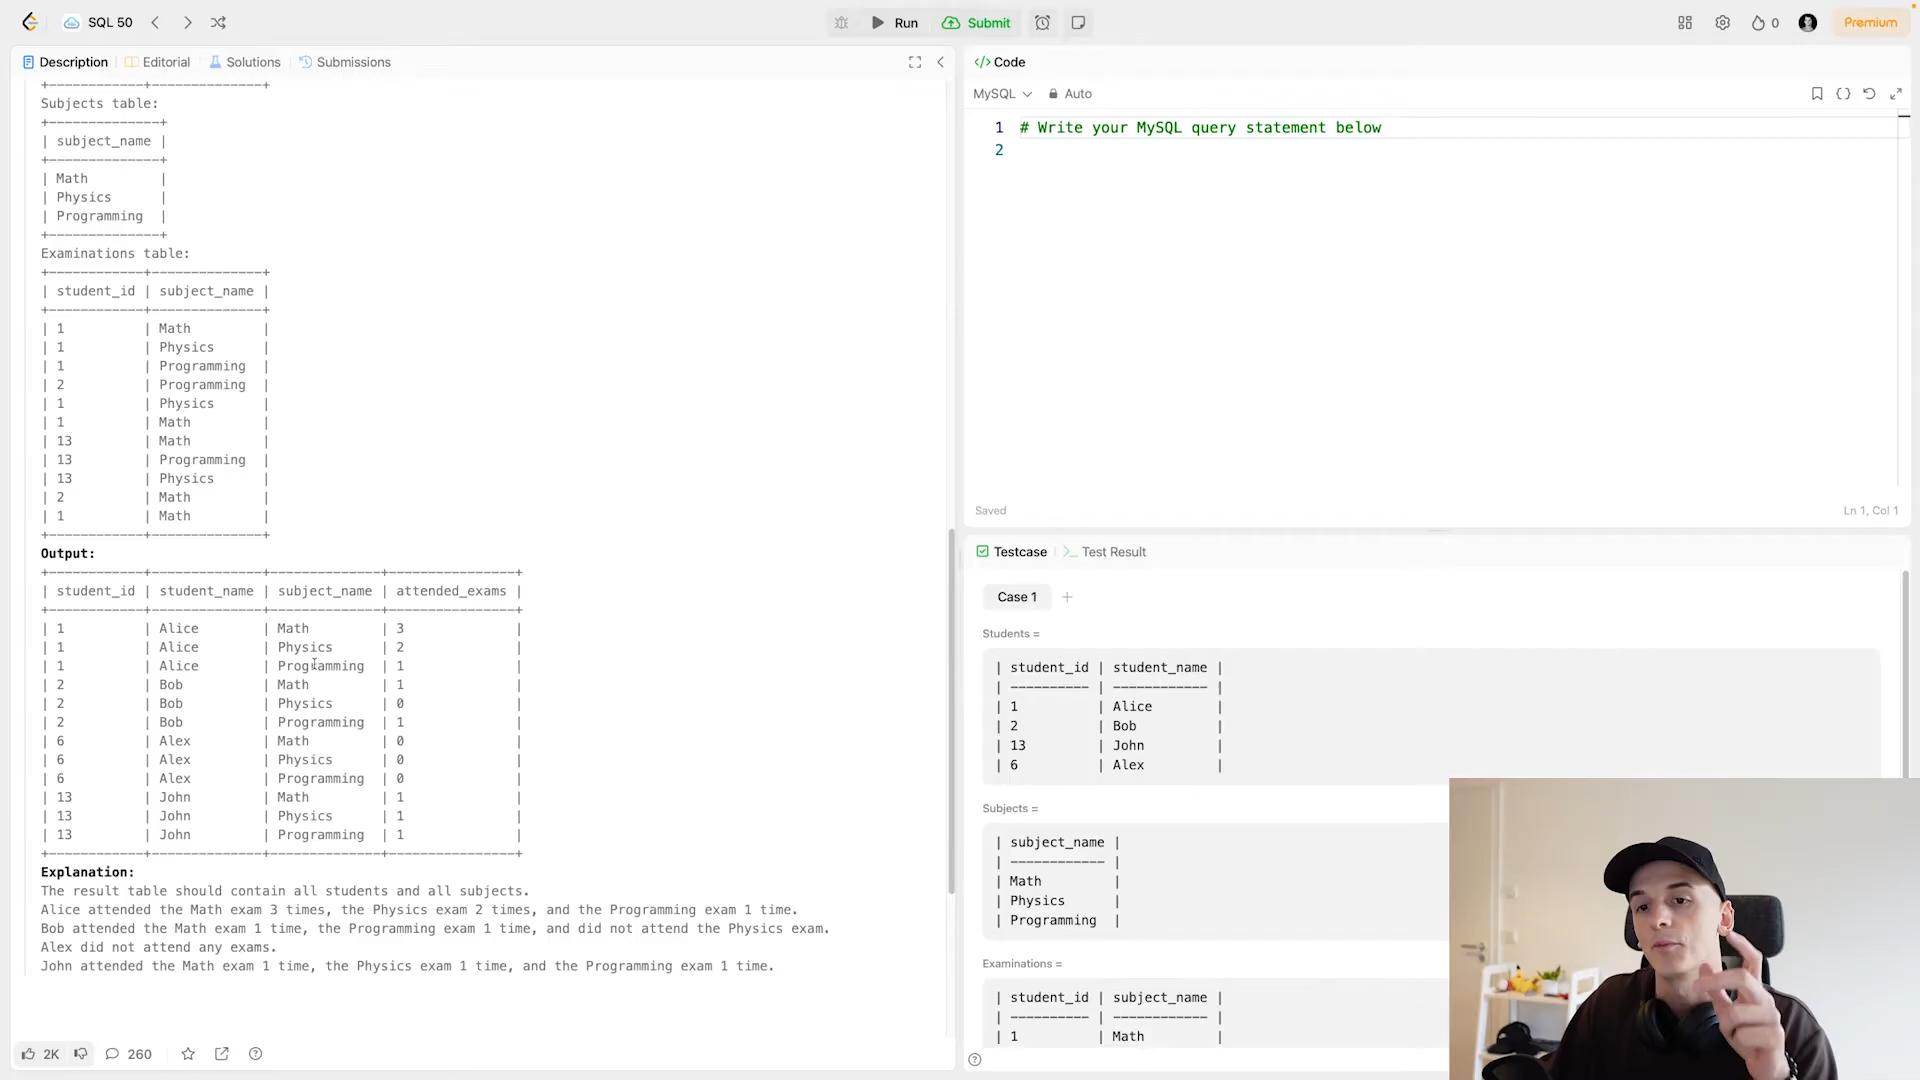 SQL 50
Run
Submit
0
Premium
Description
Editorial
Solutions
Submissions
+------------+--------------+
Subjects table:
+--------------+
| subject_name |
+--------------+
| Math |
| Physics |
| Programming |
+--------------+
Examinations table:
+------------+--------------+
| student_id | subject_name |
+------------+--------------+
| 1 | Math |
| 1 | Physics |
| 1 | Programming |
| 2 | Programming |
| 1 | Physics |
| 1 | Math |
| 13 | Math |
| 13 | Programming |
| 13 | Physics |
| 2 | Math |
| 1 | Math |
+------------+--------------+
Output:
+------------+--------------+--------------+----------------+
| student_id | student_name | subject_name | attended_exams |
+------------+--------------+--------------+----------------+
| 1 | Alice | Math | 3 |
| 1 | Alice | Physics | 2 |
| 1 | Alice | Programming | 1 |
| 2 | Bob | Math | 1 |
| 2 | Bob | Physics | 0 |
| 2 | Bob | Programming | 1 |
| 6 | Alex | Math | 0 |
| 6 | Alex | Physics | 0 |
| 6 | Alex | Programming | 0 |
| 13 | John | Math | 1 |
| 13 | John | Physics | 1 |
| 13 | John | Programming | 1 |
+------------+--------------+--------------+----------------+
Explanation:
The result table should contain all students and all subjects.
Alice attended the Math exam 3 times, the Physics exam 2 times, and the Programming exam 1 time.
Bob attended the Math exam 1 time, the Programming exam 1 time, and did not attend the Physics exam.
Alex did not attend any exams.
John attended the Math exam 1 time, the Physics exam 1 time, and the Programming exam 1 time.
2K
260
</> Code
MySQL
Auto
1 # Write your MySQL query statement below
2
Saved
Ln 1, Col 1
Testcase
Test Result
Case 1
Students =
| student_id | student_name |
| ---------- | ------------ |
| 1 | Alice |
| 2 | Bob |
| 13 | John |
| 6 | Alex |
Subjects =
| subject_name |
| ------------ |
| Math |
| Physics |
| Programming |
Examinations =
| student_id | subject_name |
| ---------- | ------------ |
| 1 | Math |